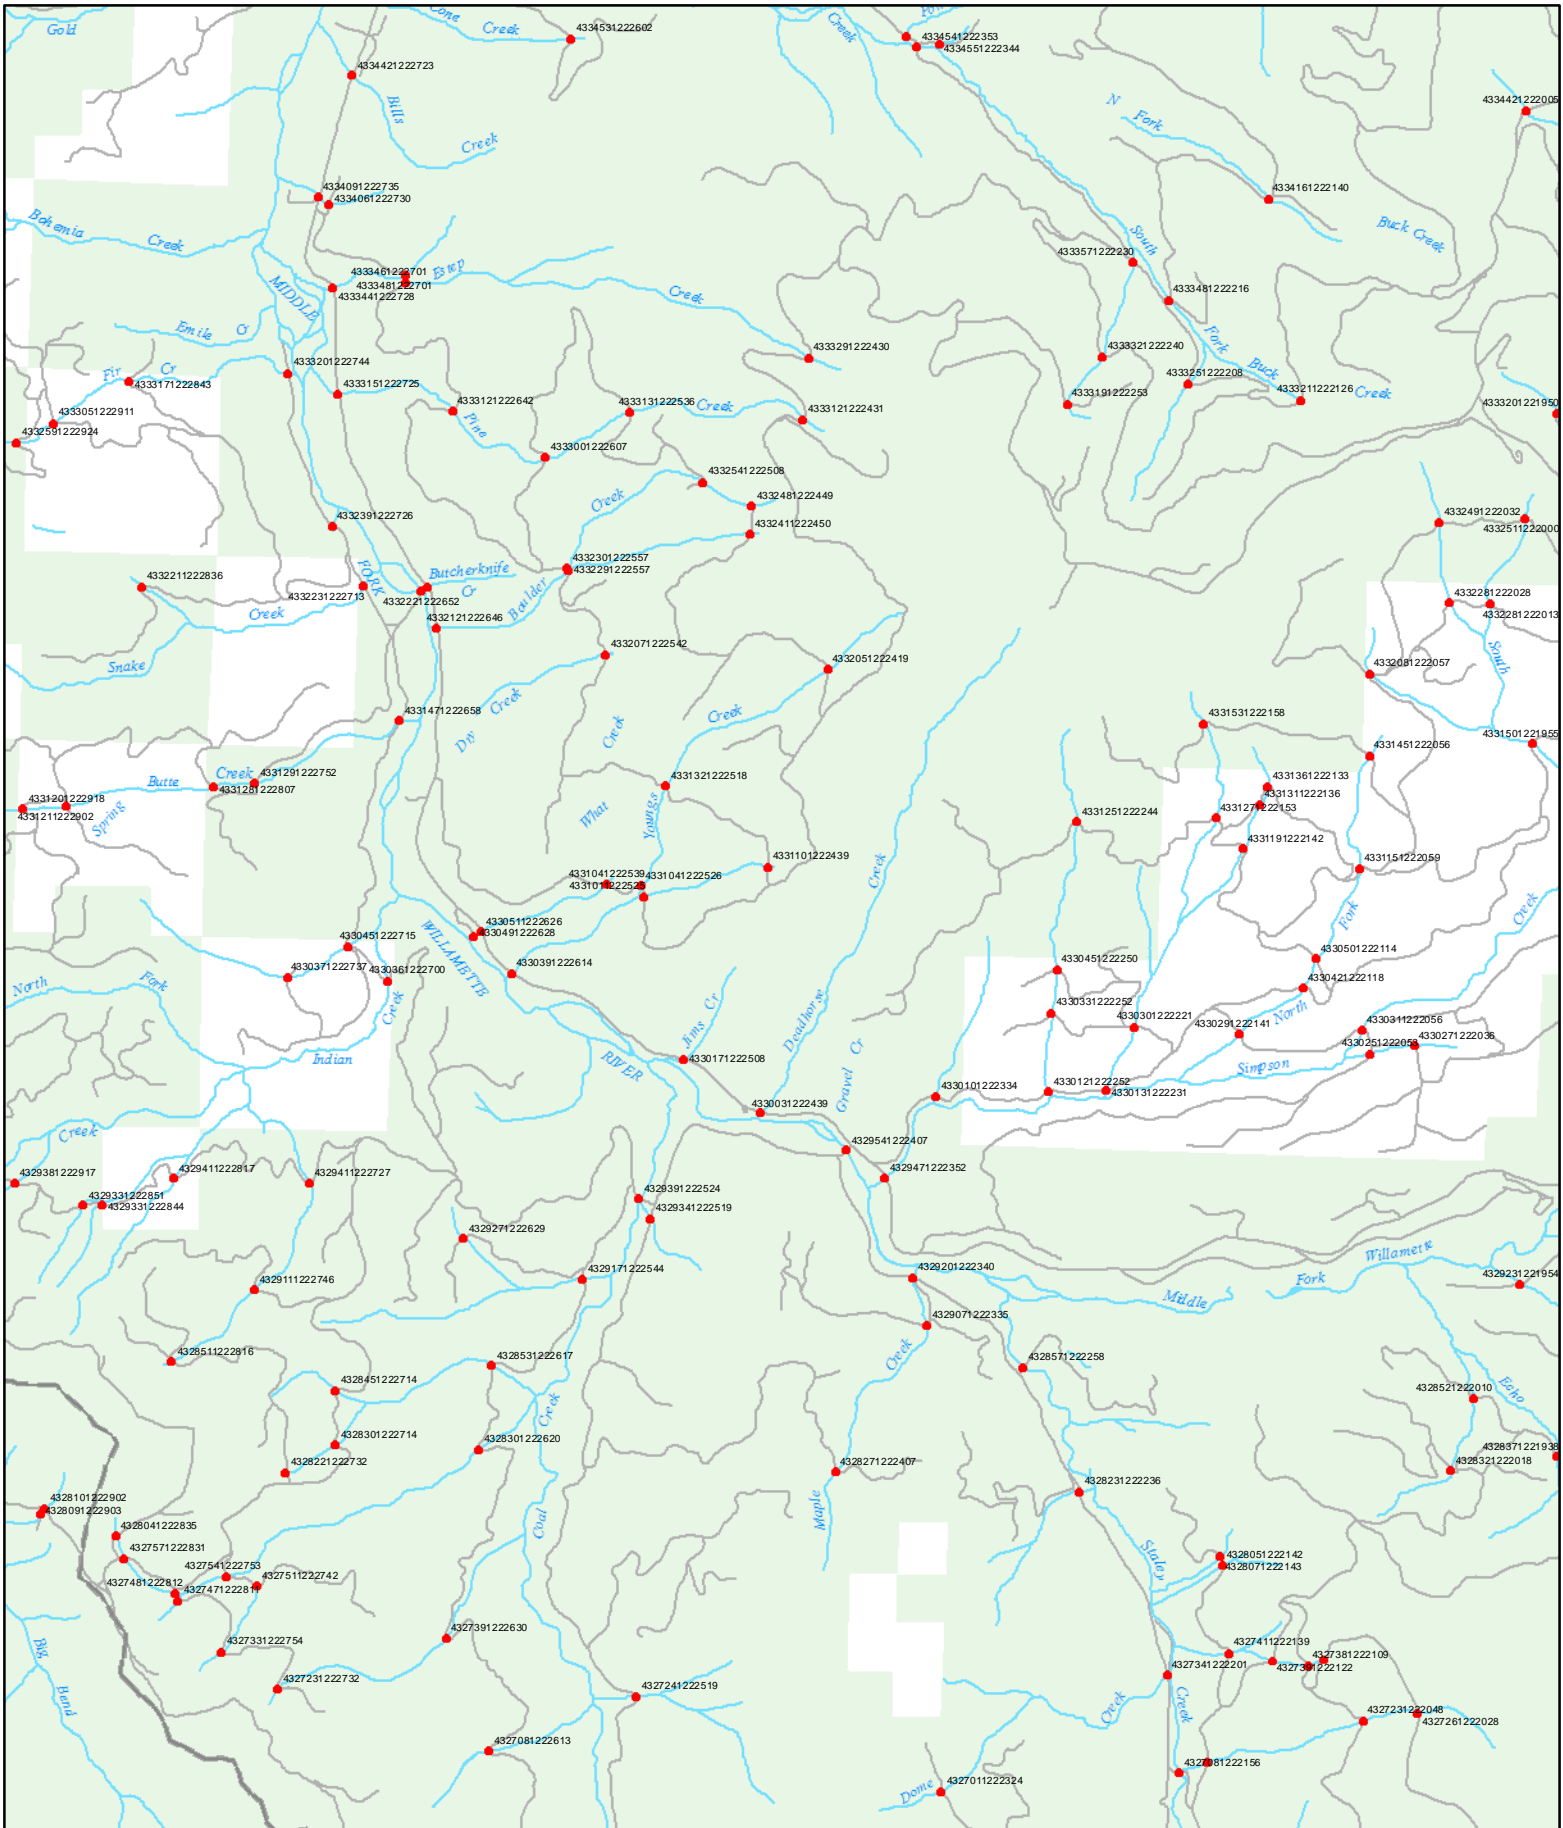 Gold
Cone
Creek
4334531222602
Creek
4334541222353
4334551222344
4334421222723
Bills
Creek
N Fork
4334421222005
4334091222735
4334061222730
4334161222140
Bohemia
Creek
Buck Creek
South
4333571222230
4333461222701
Estep
4333481222701
4333441222728
MIDDLE
Creek
4333481222216
Emile Cr
Fork
Buck
Creek
4333291222430
4333321222240
4333201222744
Fir Cr
4333171222843
4333251222208
4333151222725
4333191222253
4333211222126
4333201221950
4333051222911
4333121222642
Pine
4333131222536
Creek
4333121222431
4332591222924
4333001222607
4332541222508
Creek
4332481222449
4332491222032
4332511222000
4332391222726
4332411222450
4332301222557
4332291222557
FORK
Butcherknife
Cr
Boulder
4332211222836
4332231222713
4332221222652
4332121222646
Creek
Snake
4332281222028
4332281222013
South
4332071222542
4332051222419
4332081222057
Creek
Dry
Creek
Creek
4331471222658
4331531222158
4331501221955
4331451222056
4331291222752
Creek
Butte
4331281222807
4331321222518
4331361222133
4331311222136
4331271222153
4331201222918
4331211222902
Spring
What
Youngs
4331251222244
4331191222142
4331151222059
Creek
4331101222439
4331041222539
4331041222526
4331011222525
Fork
Creek
4330511222626
4330491222628
WILLAMETTE
4330451222715
4330371222737
4330361222700
4330391222614
4330451222250
4330501222114
4330421222118
North
Fork
Creek
Jims Cr
Deadhorse
4330331222252
4330301222221
4330291222141
North
4330311222056
4330271222036
4330251222053
Indian
RIVER
4330171222508
Gravel Cr
Simpson
4330101222334
4330121222252
4330131222231
4330031222439
Creek
4329541222407
4329471222352
4329381222917
4329411222817
4329411222727
4329331222851
4329331222844
4329391222524
4329341222519
4329271222629
4329171222544
4329111222746
4329201222340
Middle
Fork
Willamette
4329231221954
4329071222335
Creek
4328511222816
4328531222617
4328571222258
4328451222714
Creek
4328521222010
Echo
4328301222714
4328301222620
4328221222732
4328271222407
4328371221938
4328321222018
4328231222236
Maple
4328101222902
4328091222903
4328041222835
Coal
Staley
4327571222831
4328051222142
4328071222143
4327541222753
4327511222742
4327481222812
4327471222811
Big
Bend
4327331222754
4327391222630
4327411222139
4327381222109
4327391222122
4327341222201
4327231222732
4327241222519
Creek
Creek
4327231222048
4327261222028
4327081222613
4327081222156
4327011222324
Dome